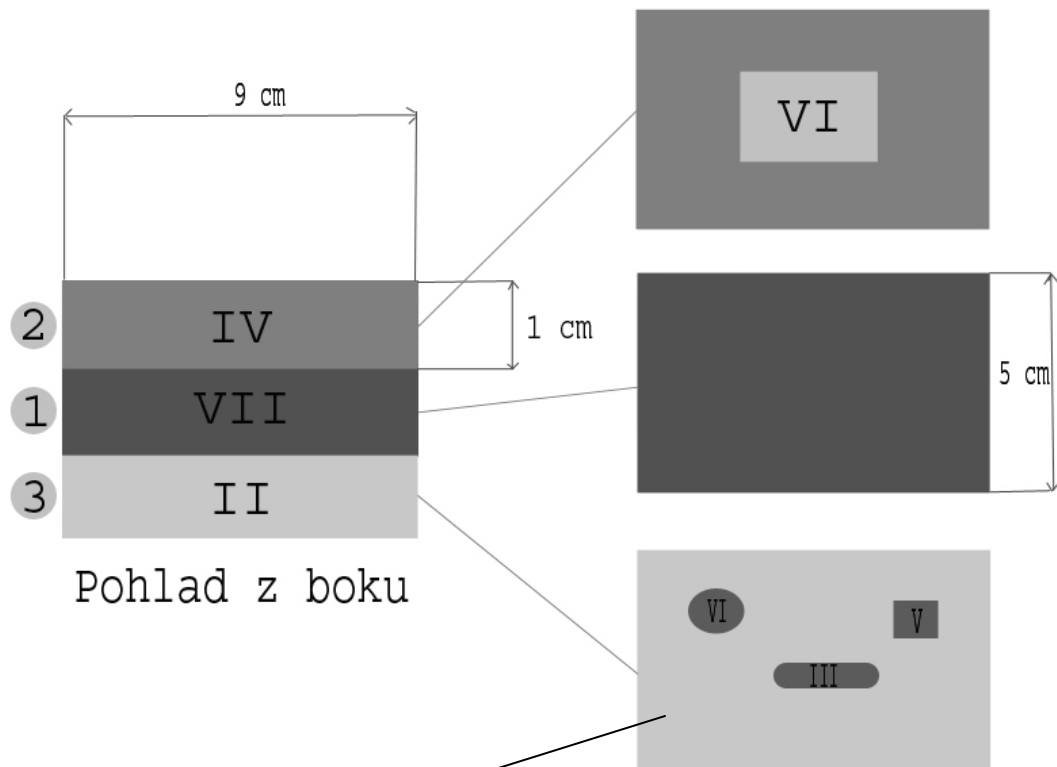 9 cm
VI
2
IV
1 cm
1
VII
5 cm
3
II
Pohlad z boku
VI
V
III